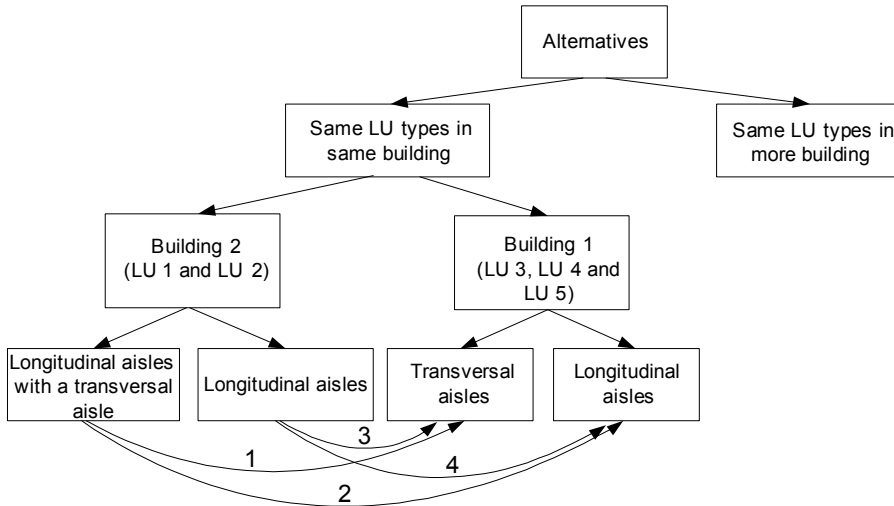 Alternatives
Same LU types in
same building
Same LU types in
more building
Building 2
(LU 1 and LU 2)
Building 1
(LU 3, LU 4 and
LU 5)
Longitudinal aisles
with a transversal
aisle
Longitudinal aisles
Transversal
aisles
Longitudinal
aisles
3
1
4
2